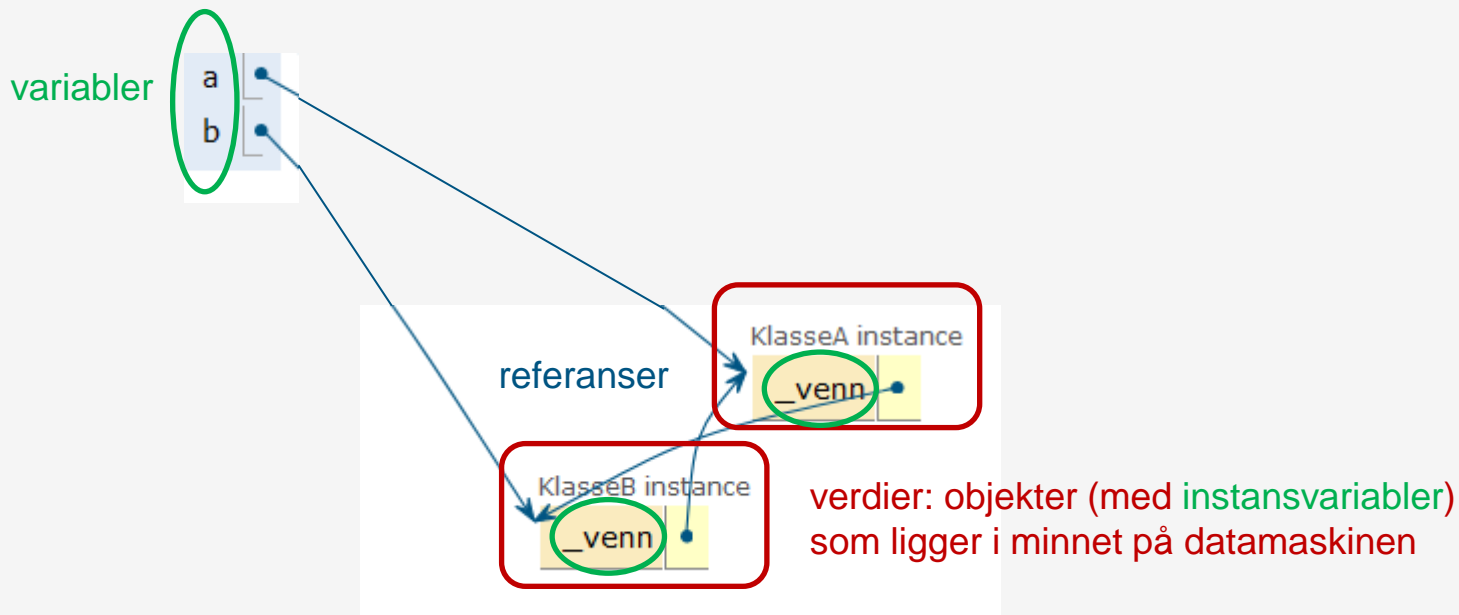 variabler
a
b
referanser
KlasseA instance
_venn
KlasseB instance
_venn
verdier: objekter (med instansvariabler)
som ligger i minnet på datamaskinen